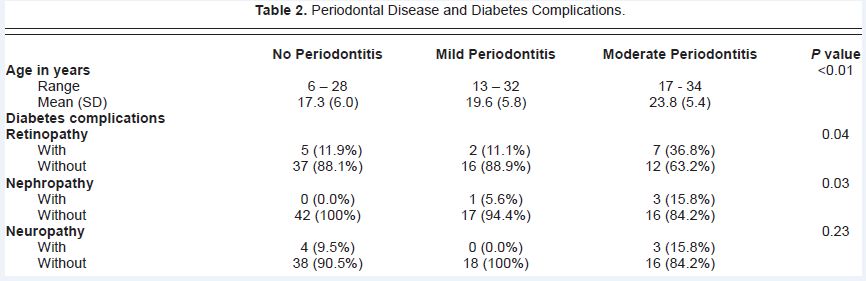 Table 2. Periodontal Disease and Diabetes Complications.
No Periodontitis Mild Periodontitis Moderate Periodontitis P value
Age in years <0.01
Range 6 – 28 13 – 32 17 - 34
Mean (SD) 17.3 (6.0) 19.6 (5.8) 23.8 (5.4)
Diabetes complications
Retinopathy 0.04
With 5 (11.9%) 2 (11.1%) 7 (36.8%)
Without 37 (88.1%) 16 (88.9%) 12 (63.2%)
Nephropathy 0.03
With 0 (0.0%) 1 (5.6%) 3 (15.8%)
Without 42 (100%) 17 (94.4%) 16 (84.2%)
Neuropathy 0.23
With 4 (9.5%) 0 (0.0%) 3 (15.8%)
Without 38 (90.5%) 18 (100%) 16 (84.2%)